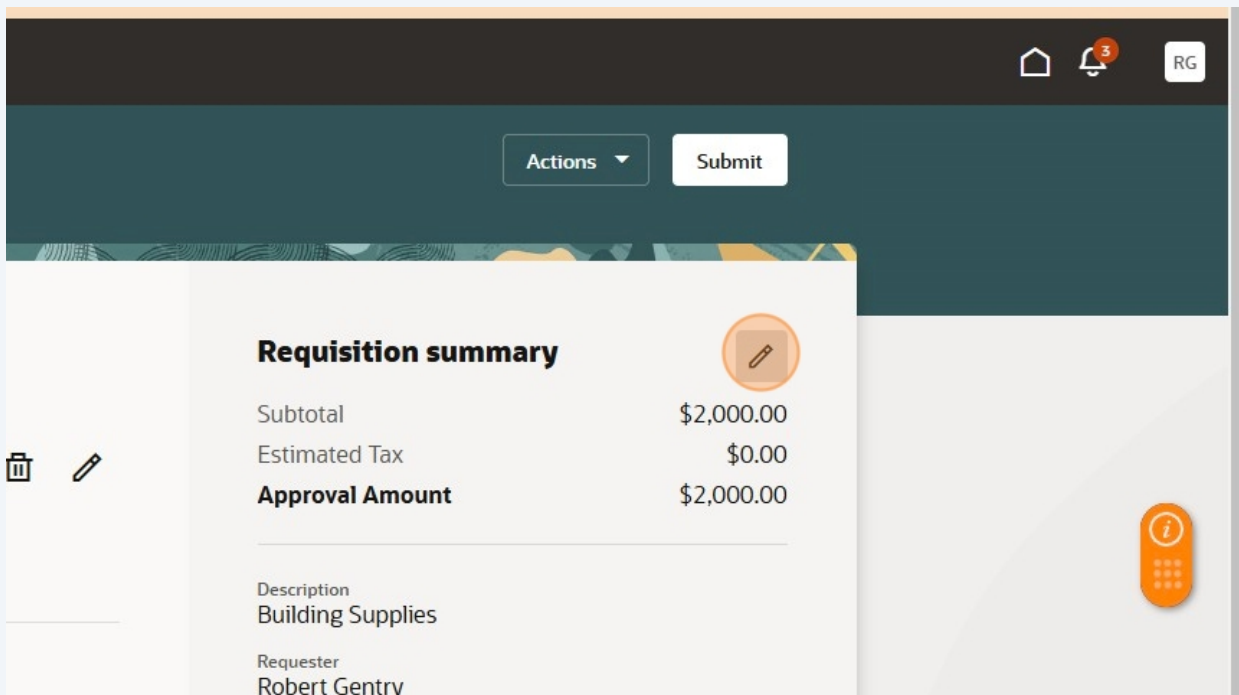 3
RG
Actions Submit
Requisition summary
Subtotal $2,000.00
Estimated Tax $0.00
Approval Amount $2,000.00
Description
Building Supplies
Requester
Robert Gentry